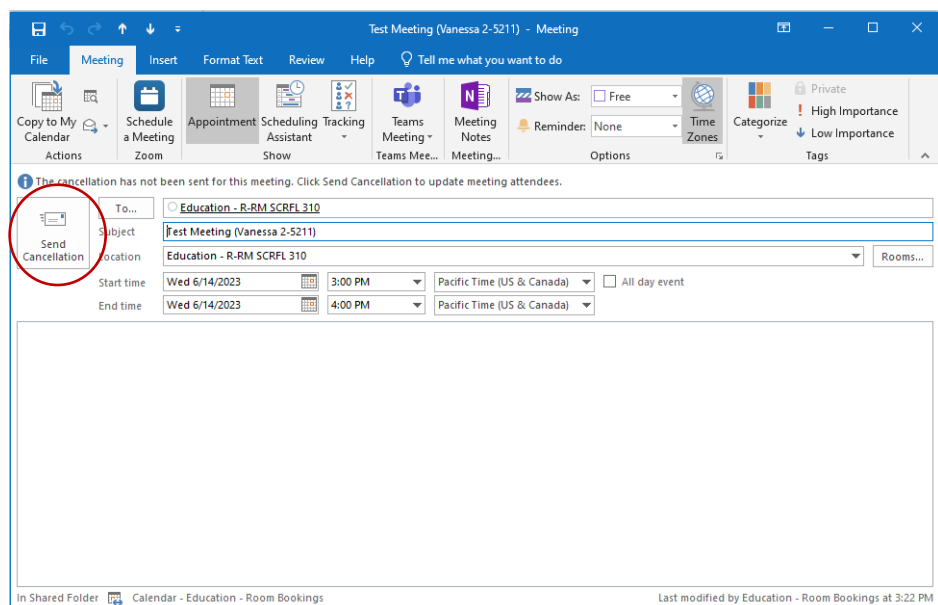 Test Meeting (Vanessa 2-5211) - Meeting
File Meeting Insert Format Text Review Help Tell me what you want to do
Copy to My Calendar
Schedule a Meeting
Appointment
Scheduling Assistant
Tracking
Teams Meeting
Meeting Notes
Show As: Free
Reminder: None
Time Zones
Categorize
Private
High Importance
Low Importance
Actions Zoom Show Teams Mee... Meeting... Options Tags
The cancellation has not been sent for this meeting. Click Send Cancellation to update meeting attendees.
Send Cancellation
To... Education - R-RM SCRFL 310
Subject Test Meeting (Vanessa 2-5211)
Location Education - R-RM SCRFL 310 Rooms...
Start time Wed 6/14/2023 3:00 PM Pacific Time (US & Canada) All day event
End time Wed 6/14/2023 4:00 PM Pacific Time (US & Canada)
In Shared Folder Calendar - Education - Room Bookings Last modified by Education - Room Bookings at 3:22 PM